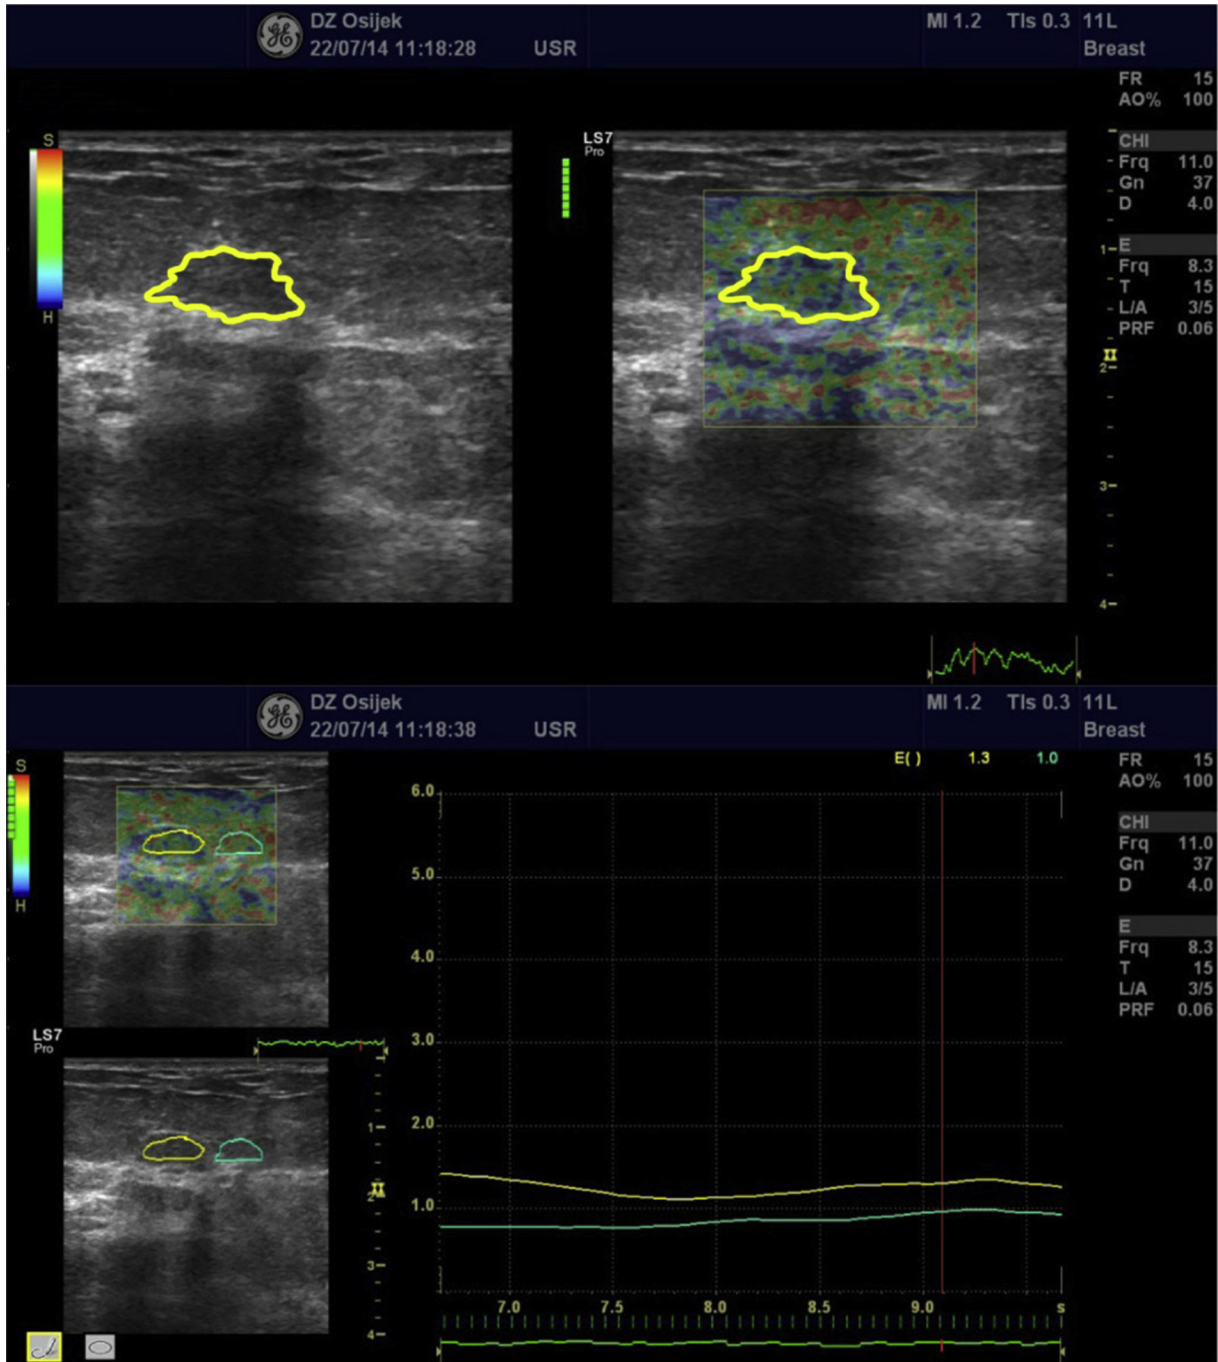 DZ Osijek MI 1.2 TIs 0.3 11L
22/07/14 11:18:28 USR Breast
FR 15
AO% 100
S
LS7
Pro
CHI
Frq 11.0
Gn 37
D 4.0
1
E
Frq 8.3
T 15
L/A 3/5
PRF 0.06
H
2
3
4
DZ Osijek MI 1.2 TIs 0.3 11L
22/07/14 11:18:38 USR Breast
E( ) 1.3 1.0
FR 15
AO% 100
S
H
CHI
Frq 11.0
Gn 37
D 4.0
E
Frq 8.3
T 15
L/A 3/5
PRF 0.06
LS7
Pro
1
2
3
4
6.0
5.0
4.0
3.0
2.0
1.0
7.0 7.5 8.0 8.5 9.0 s